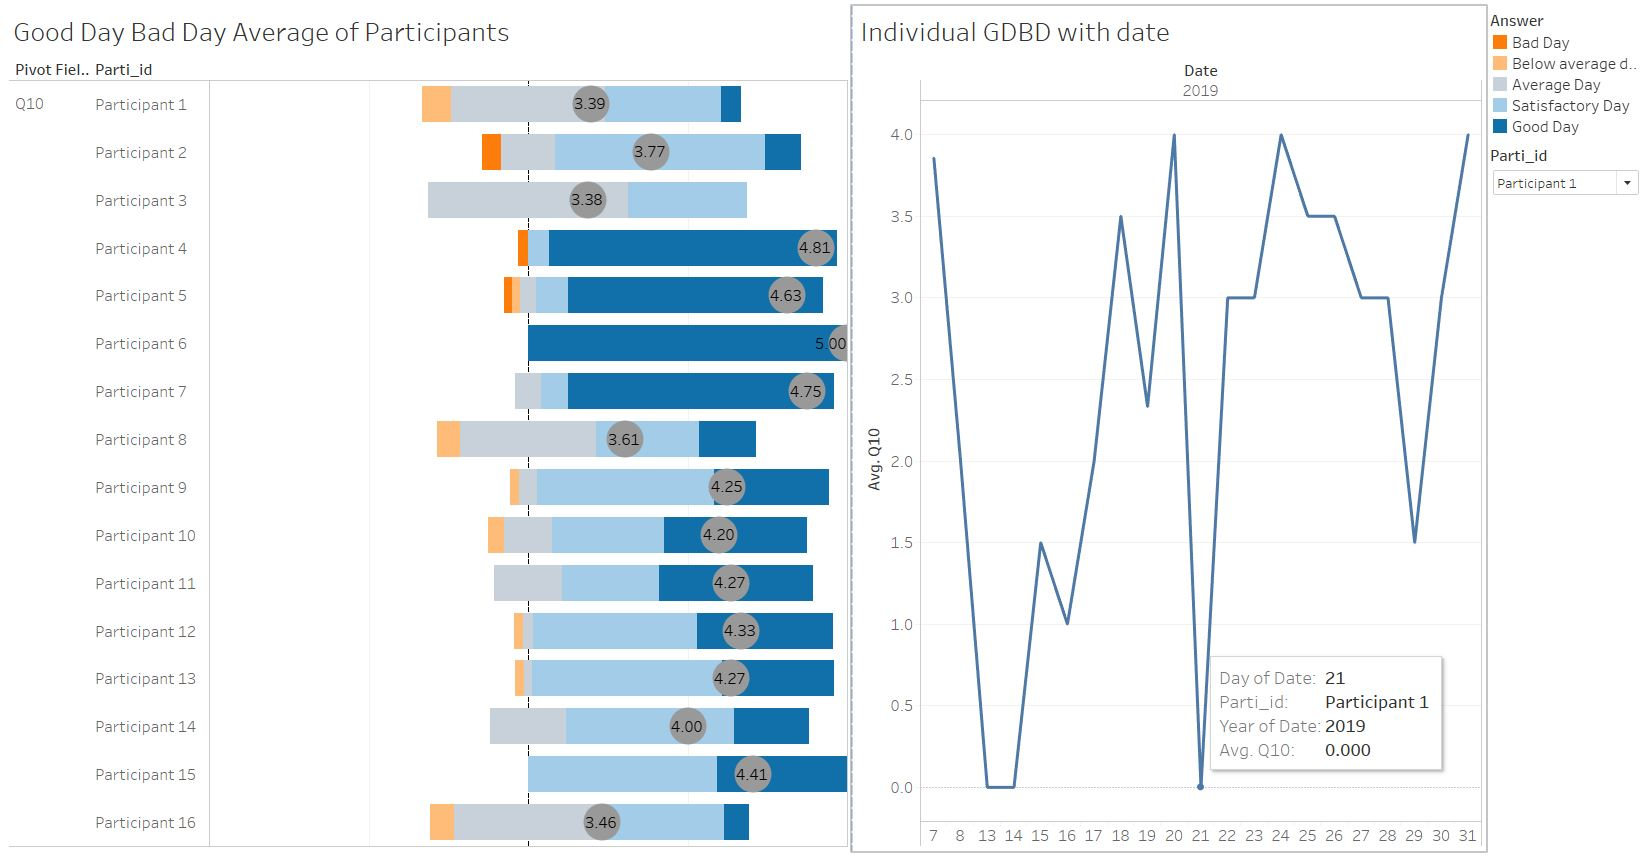 Good Day Bad Day Average of Participants
Pivot Fiel.. Parti_id
Q10 Participant 1 3.39
Participant 2 3.77
Participant 3 3.38
Participant 4 4.81
Participant 5 4.63
Participant 6 5.00
Participant 7 4.75
Participant 8 3.61
Participant 9 4.25
Participant 10 4.20
Participant 11 4.27
Participant 12 4.33
Participant 13 4.27
Participant 14 4.00
Participant 15 4.41
Participant 16 3.46
Individual GDBD with date
Date
2019
4.0
3.5
3.0
2.5
2.0
1.5
1.0
0.5
0.0
Avg. Q10
Day of Date: 21
Parti_id: Participant 1
Year of Date: 2019
Avg. Q10: 0.000
7 8 13 14 15 16 17 18 19 20 21 22 23 24 25 26 27 28 29 30 31
Answer
Bad Day
Below average d..
Average Day
Satisfactory Day
Good Day
Parti_id
Participant 1